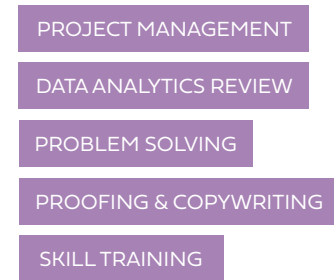 PROJECT MANAGEMENT
DATA ANALYTICS REVIEW
PROBLEM SOLVING
PROOFING & COPYWRITING
SKILL TRAINING